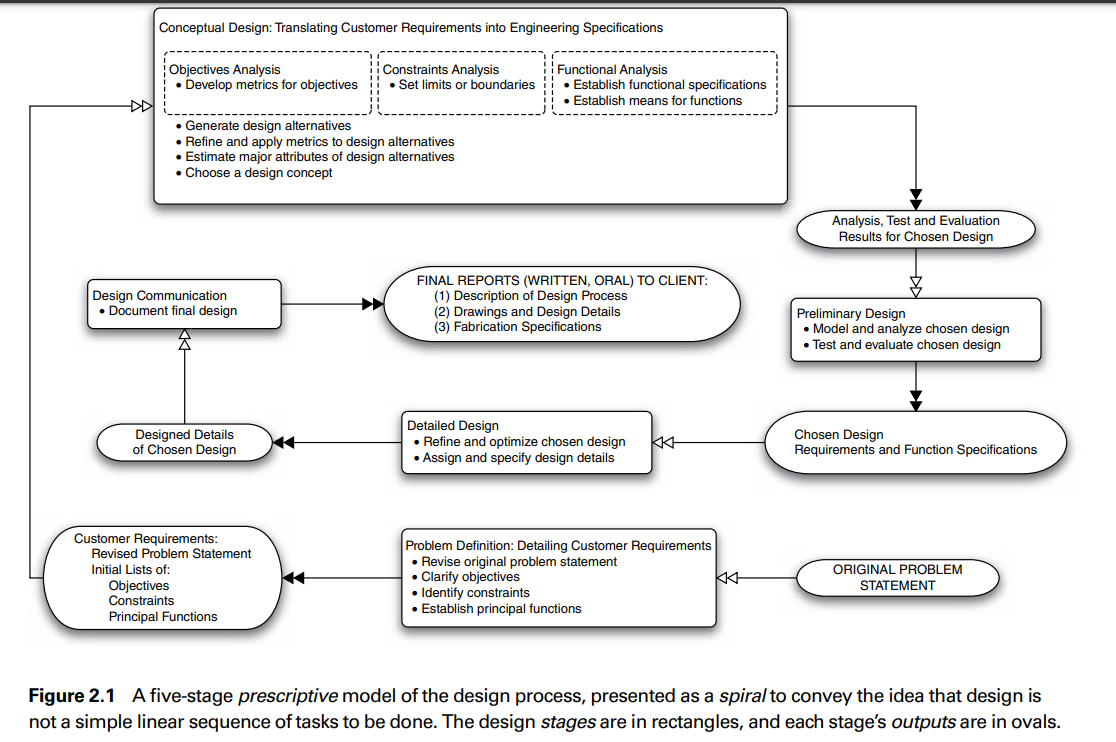 Conceptual Design: Translating Customer Requirements into Engineering Specifications
Objectives Analysis
• Develop metrics for objectives
Constraints Analysis
• Set limits or boundaries
Functional Analysis
• Establish functional specifications
• Establish means for functions
• Generate design alternatives
• Refine and apply metrics to design alternatives
• Estimate major attributes of design alternatives
• Choose a design concept
Analysis, Test and Evaluation
Results for Chosen Design
Design Communication
• Document final design
FINAL REPORTS (WRITTEN, ORAL) TO CLIENT:
(1) Description of Design Process
(2) Drawings and Design Details
(3) Fabrication Specifications
Preliminary Design
• Model and analyze chosen design
• Test and evaluate chosen design
Designed Details
of Chosen Design
Detailed Design
• Refine and optimize chosen design
• Assign and specify design details
Chosen Design
Requirements and Function Specifications
Customer Requirements:
Revised Problem Statement
Initial Lists of:
Objectives
Constraints
Principal Functions
Problem Definition: Detailing Customer Requirements
• Revise original problem statement
• Clarify objectives
• Identify constraints
• Establish principal functions
ORIGINAL PROBLEM
STATEMENT
Figure 2.1 A five-stage prescriptive model of the design process, presented as a spiral to convey the idea that design is
not a simple linear sequence of tasks to be done. The design stages are in rectangles, and each stage's outputs are in ovals.